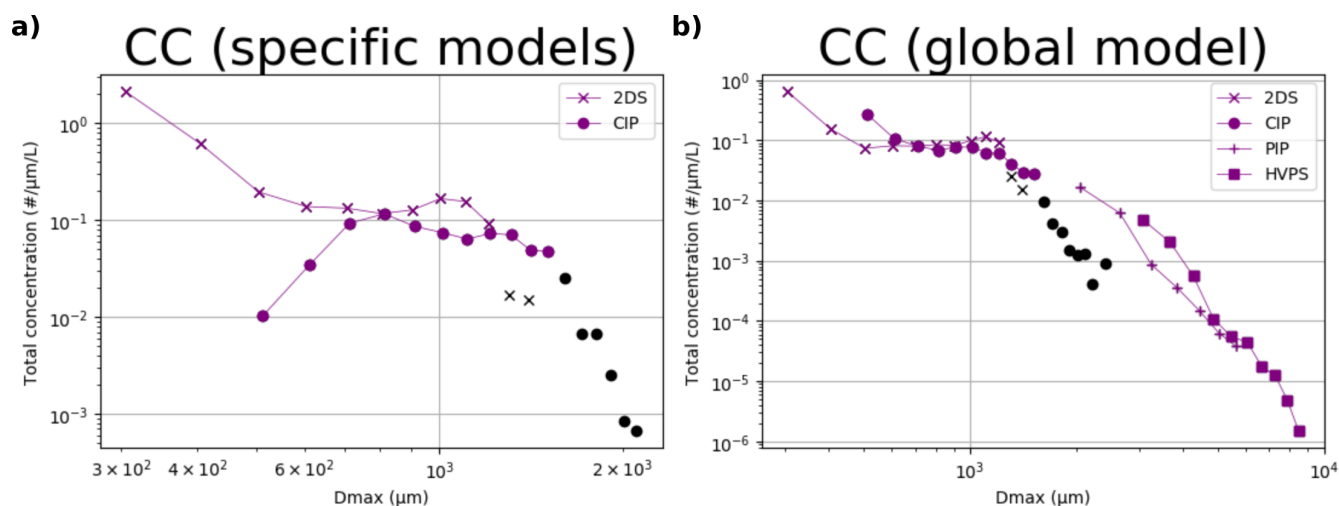 a)
CC (specific models)
Total concentration (#/μm/L)
10⁰
10⁻¹
10⁻²
10⁻³
3 × 10²
4 × 10²
6 × 10²
10³
2 × 10³
Dmax (μm)
2DS
CIP
b)
CC (global model)
Total concentration (#/μm/L)
10⁰
10⁻¹
10⁻²
10⁻³
10⁻⁴
10⁻⁵
10⁻⁶
10³
10⁴
Dmax (μm)
2DS
CIP
PIP
HVPS